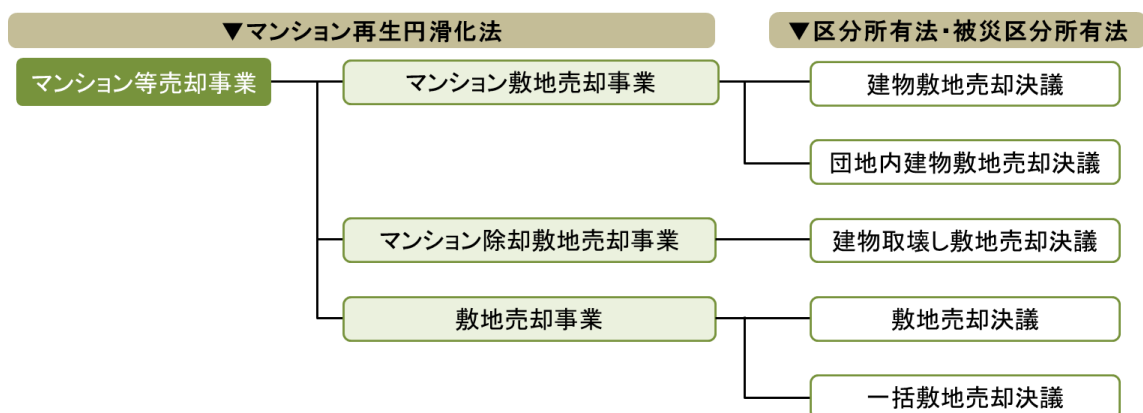 ▼マンション再生円滑化法
▼区分所有法・被災区分所有法
マンション等売却事業
マンション敷地売却事業
建物敷地売却決議
団地内建物敷地売却決議
マンション除却敷地売却事業
建物取壊し敷地売却決議
敷地売却事業
敷地売却決議
一括敷地売却決議